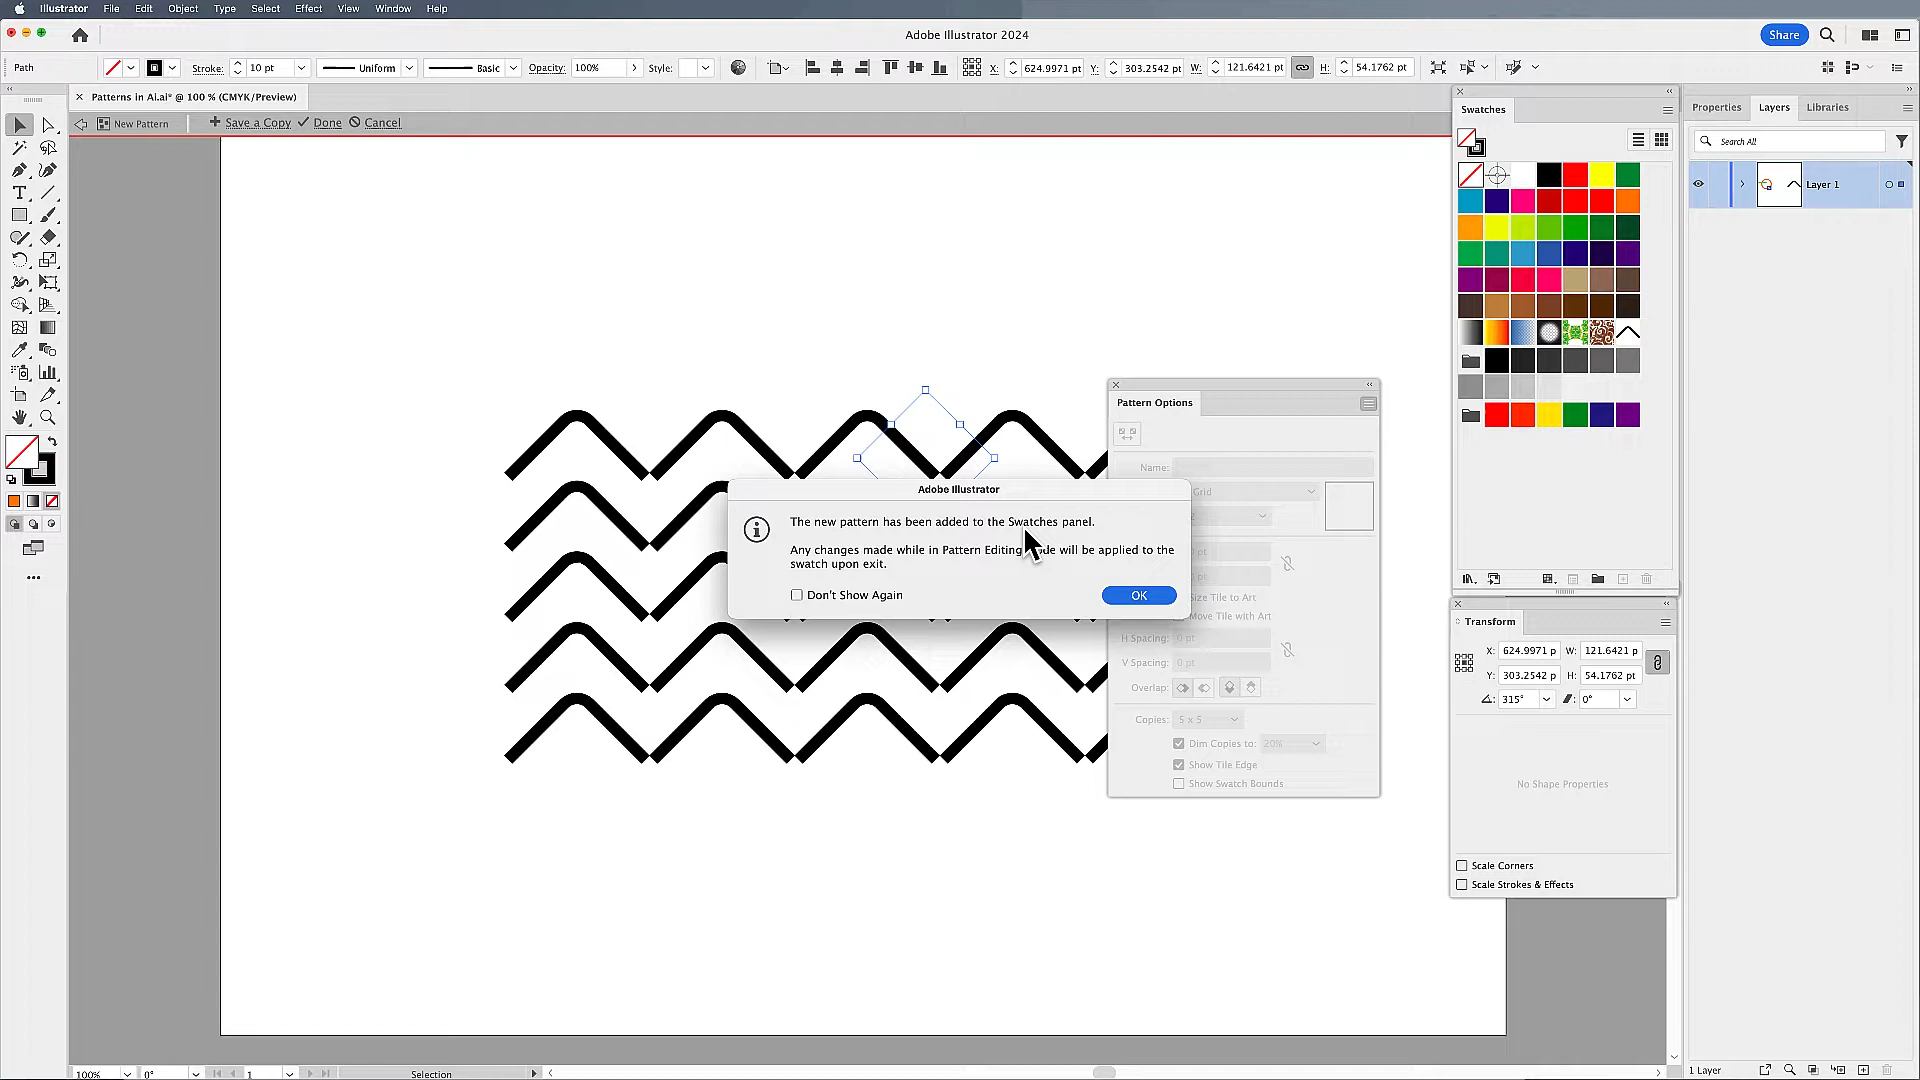 Illustrator File Edit Object Type Select Effect View Window Help
Adobe Illustrator 2024
Share
Path
Stroke: 10 pt Uniform Basic Opacity: 100% Style: X: 624.9971 pt Y: 303.2542 pt W: 121.6421 pt H: 54.1762 pt
Patterns in Ai.ai* @ 100 % (CMYK/Preview)
New Pattern Save a Copy Done Cancel
Swatches
Properties Layers Libraries
Search All
Layer 1
Pattern Options
Name:
Grid
Adobe Illustrator
The new pattern has been added to the Swatches panel.
Any changes made while in Pattern Editing will be applied to the
swatch upon exit.
Don't Show Again
OK
Size Tile to Art
Move Tile with Art
H Spacing: 0 pt
V Spacing: 0 pt
Overlap:
Copies: 5 x 5
Dim Copies to: 20%
Show Tile Edge
Show Swatch Bounds
Transform
X: 624.9971 p W: 121.6421 p
Y: 303.2542 p H: 54.1762 pt
315° 0°
No Shape Properties
Scale Corners
Scale Strokes & Effects
100% 0° 1 Selection
1 Layer